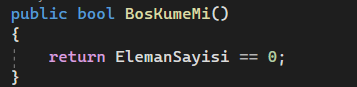 public bool BosKumeMi()
{
    return ElemanSayisi == 0;
}